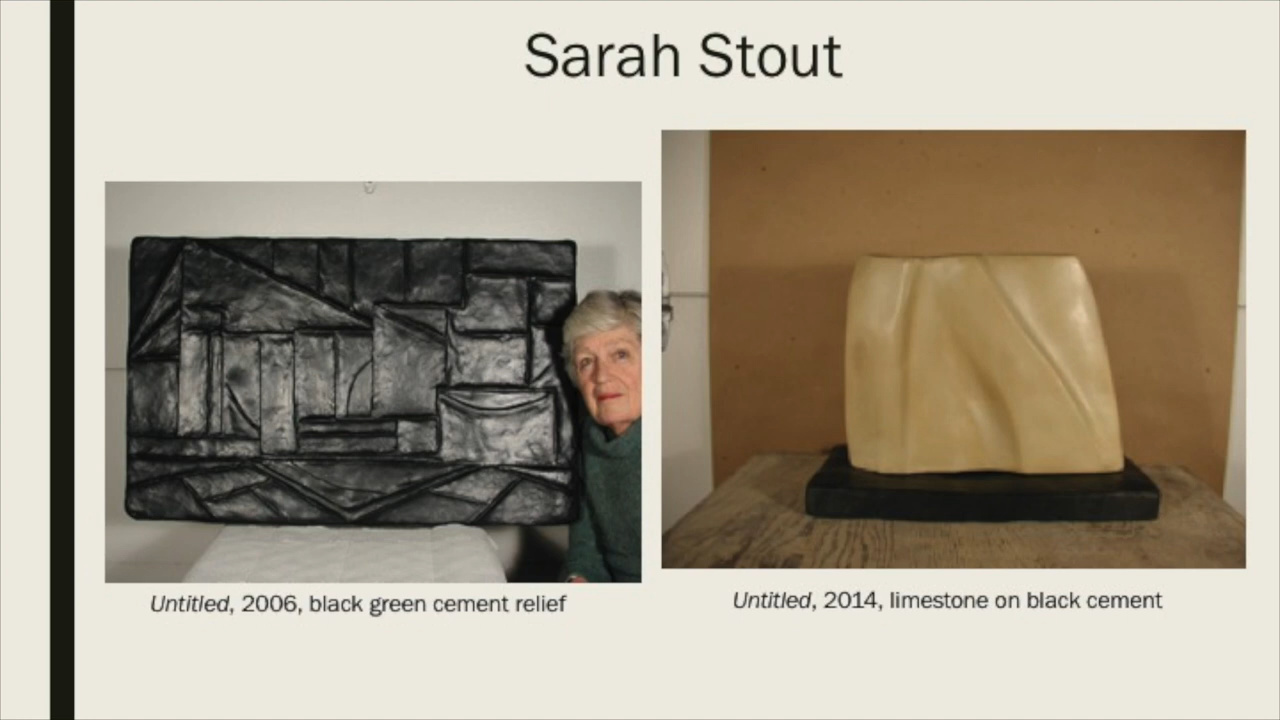 Sarah Stout
Untitled, 2006, black green cement relief
Untitled, 2014, limestone on black cement